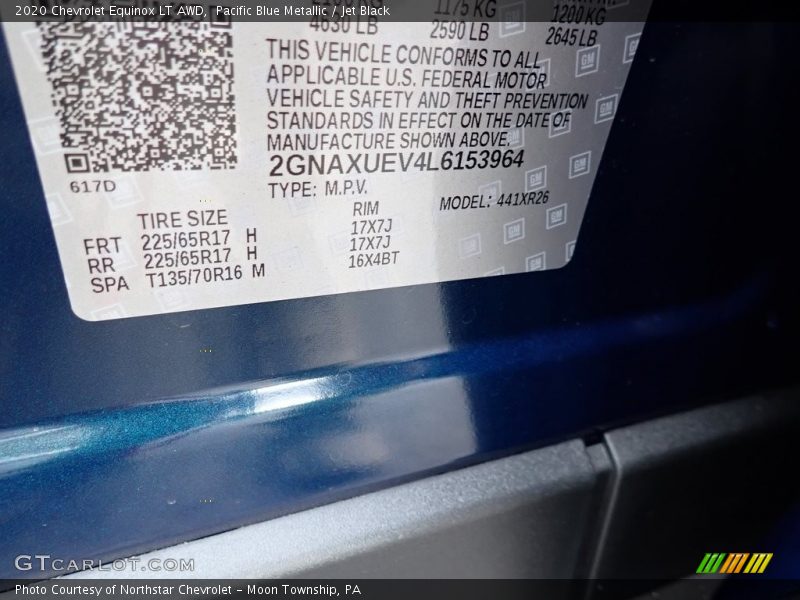 2020 Chevrolet Equinox LT AWD, Pacific Blue Metallic / Jet Black
1175 KG 1200 KG
4630 LB 2590 LB 2645 LB
THIS VEHICLE CONFORMS TO ALL
APPLICABLE U.S. FEDERAL MOTOR
VEHICLE SAFETY AND THEFT PREVENTION
STANDARDS IN EFFECT ON THE DATE OF
MANUFACTURE SHOWN ABOVE.
2GNAXUEV4L6153964
617D
TYPE: M.P.V. MODEL: 441XR26
TIRE SIZE RIM
FRT 225/65R17 H 17X7J
RR 225/65R17 H 17X7J
SPA T135/70R16 M 16X4BT
GTCARLOT.COM
Photo Courtesy of Northstar Chevrolet - Moon Township, PA